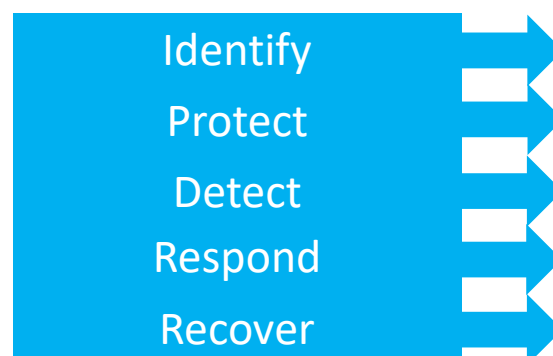 Identify
Protect
Detect
Respond
Recover